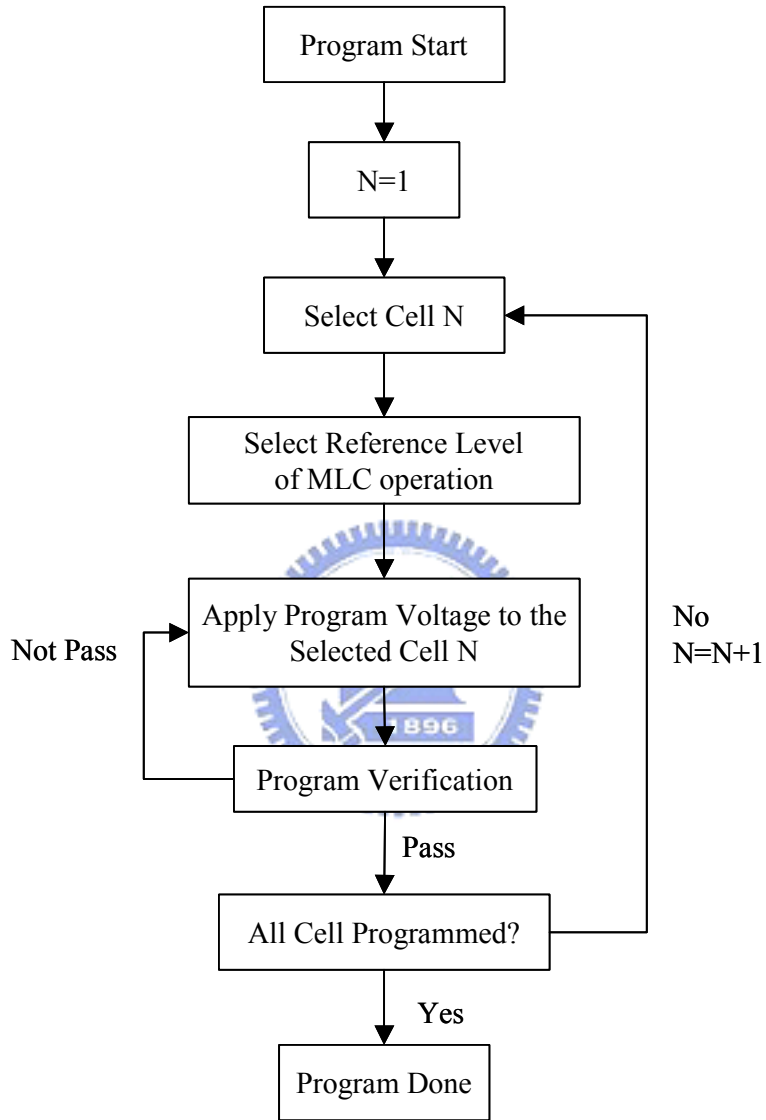 Program Start
N=1
Select Cell N
Select Reference Level
of MLC operation
Apply Program Voltage to the
Selected Cell N
Not Pass
No
N=N+1
1896
Program Verification
Pass
All Cell Programmed?
Yes
Program Done